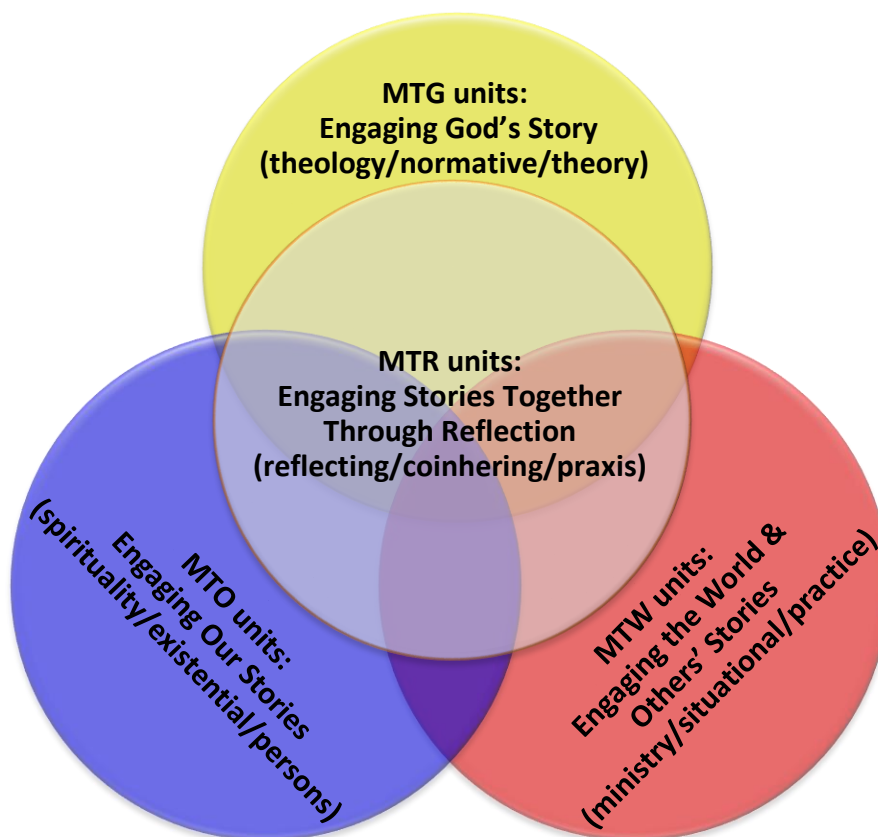 MTG units:
Engaging God’s Story
(theology/normative/theory)
MTR units:
Engaging Stories Together
Through Reflection
(reflecting/coinhering/praxis)
MTO units:
Engaging Our Stories
(spirituality/existential/persons)
MTW units:
Engaging the World &
Others’ Stories
(ministry/situational/practice)